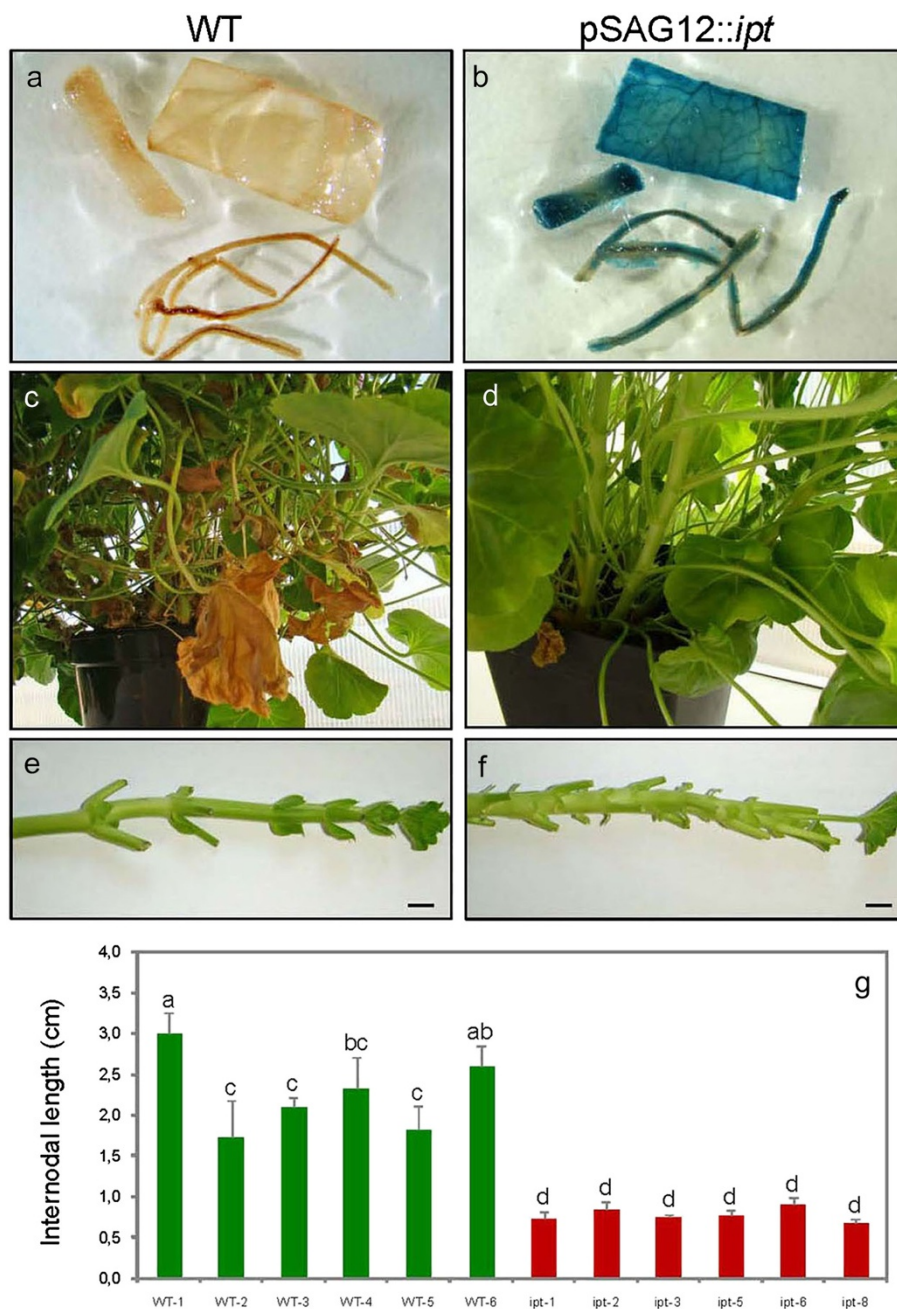 WT pSAG12::ipt
a b
c d
e f
g
Internodal length (cm)
4,0
3,5
3,0
2,5
2,0
1,5
1,0
0,5
0,0
a c c bc c ab d d d d d d
WT-1 WT-2 WT-3 WT-4 WT-5 WT-6 ipt-1 ipt-2 ipt-3 ipt-5 ipt-6 ipt-8